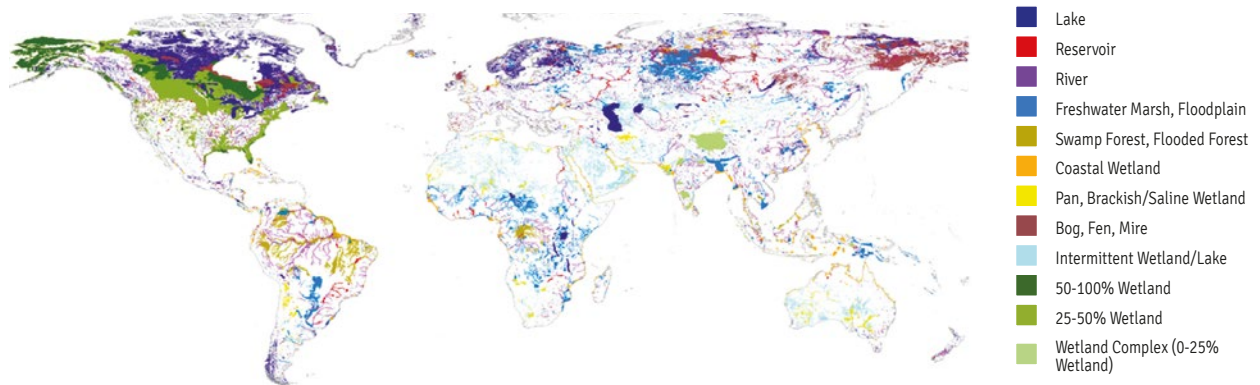 Lake
Reservoir
River
Freshwater Marsh, Floodplain
Swamp Forest, Flooded Forest
Coastal Wetland
Pan, Brackish/Saline Wetland
Bog, Fen, Mire
Intermittent Wetland/Lake
50-100% Wetland
25-50% Wetland
Wetland Complex (0-25%
Wetland)